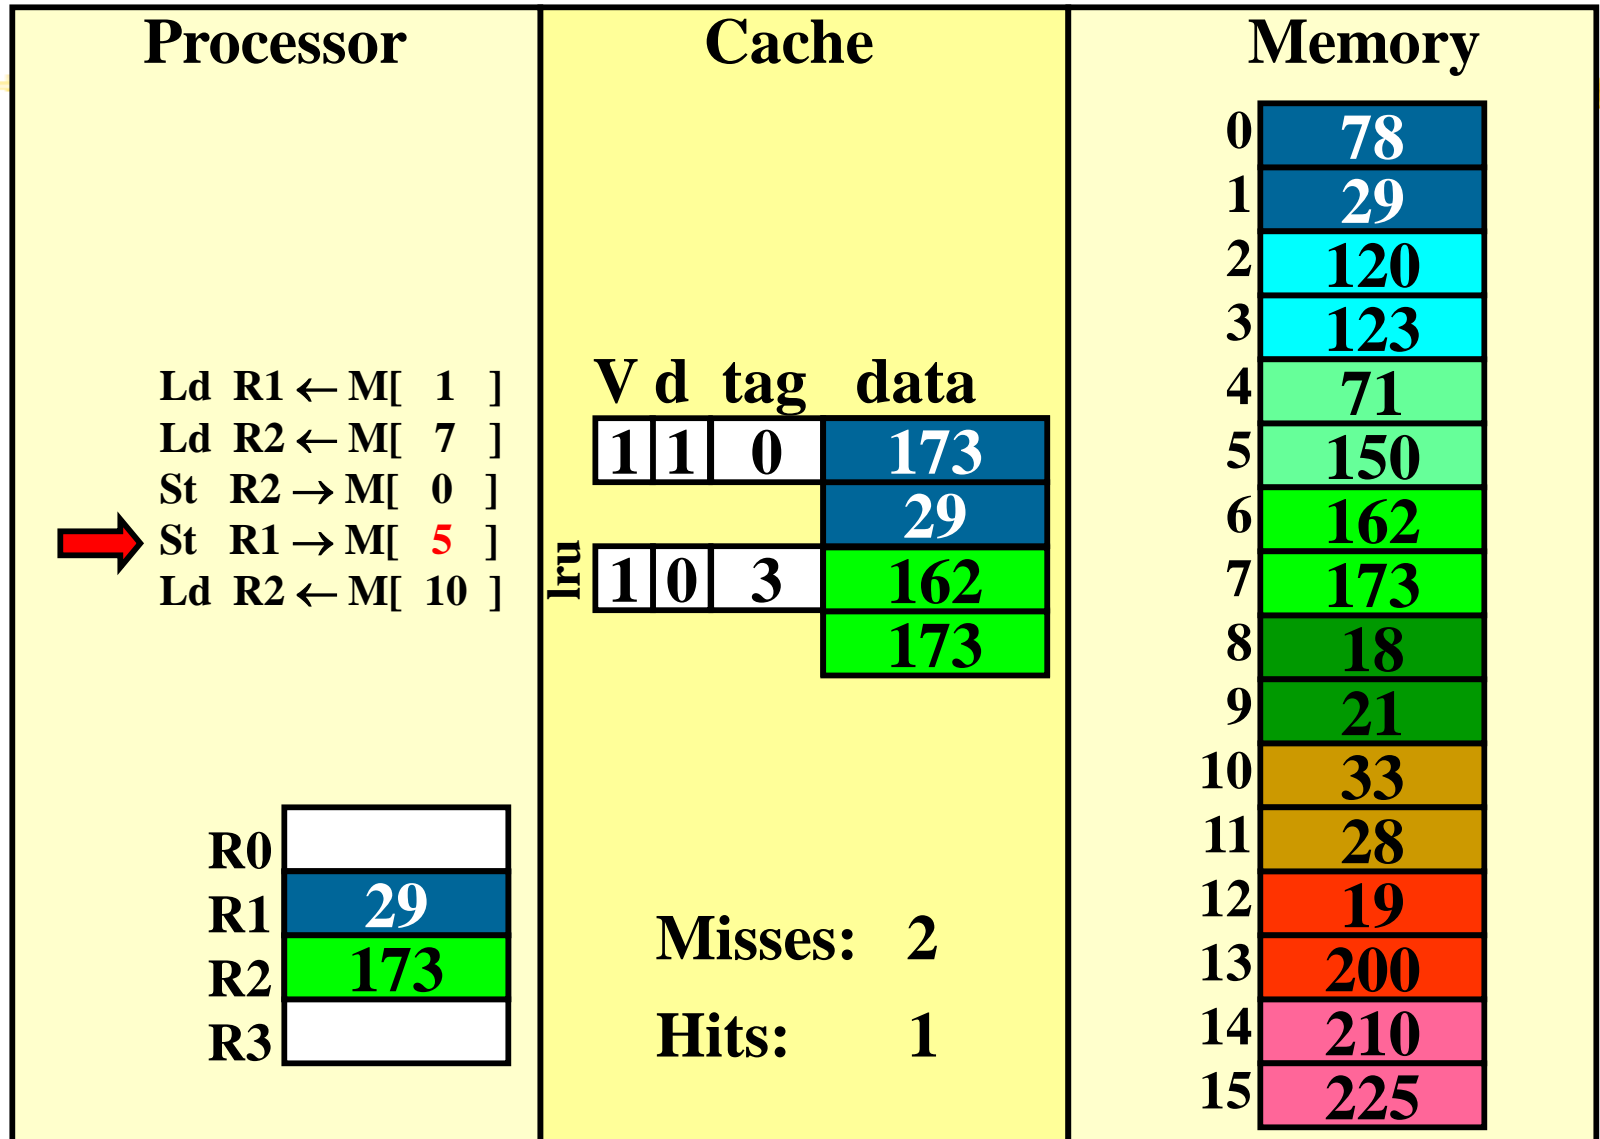 Processor
Ld R1 ← M[ 1 ]
Ld R2 ← M[ 7 ]
St R2 → M[ 0 ]
St R1 → M[ 5 ]
Ld R2 ← M[ 10 ]
R0
R1 29
R2 173
R3
Cache
V d tag data
1 1 0 173
29
lru
1 0 3 162
173
Misses: 2
Hits: 1
Memory
0 78
1 29
2 120
3 123
4 71
5 150
6 162
7 173
8 18
9 21
10 33
11 28
12 19
13 200
14 210
15 225